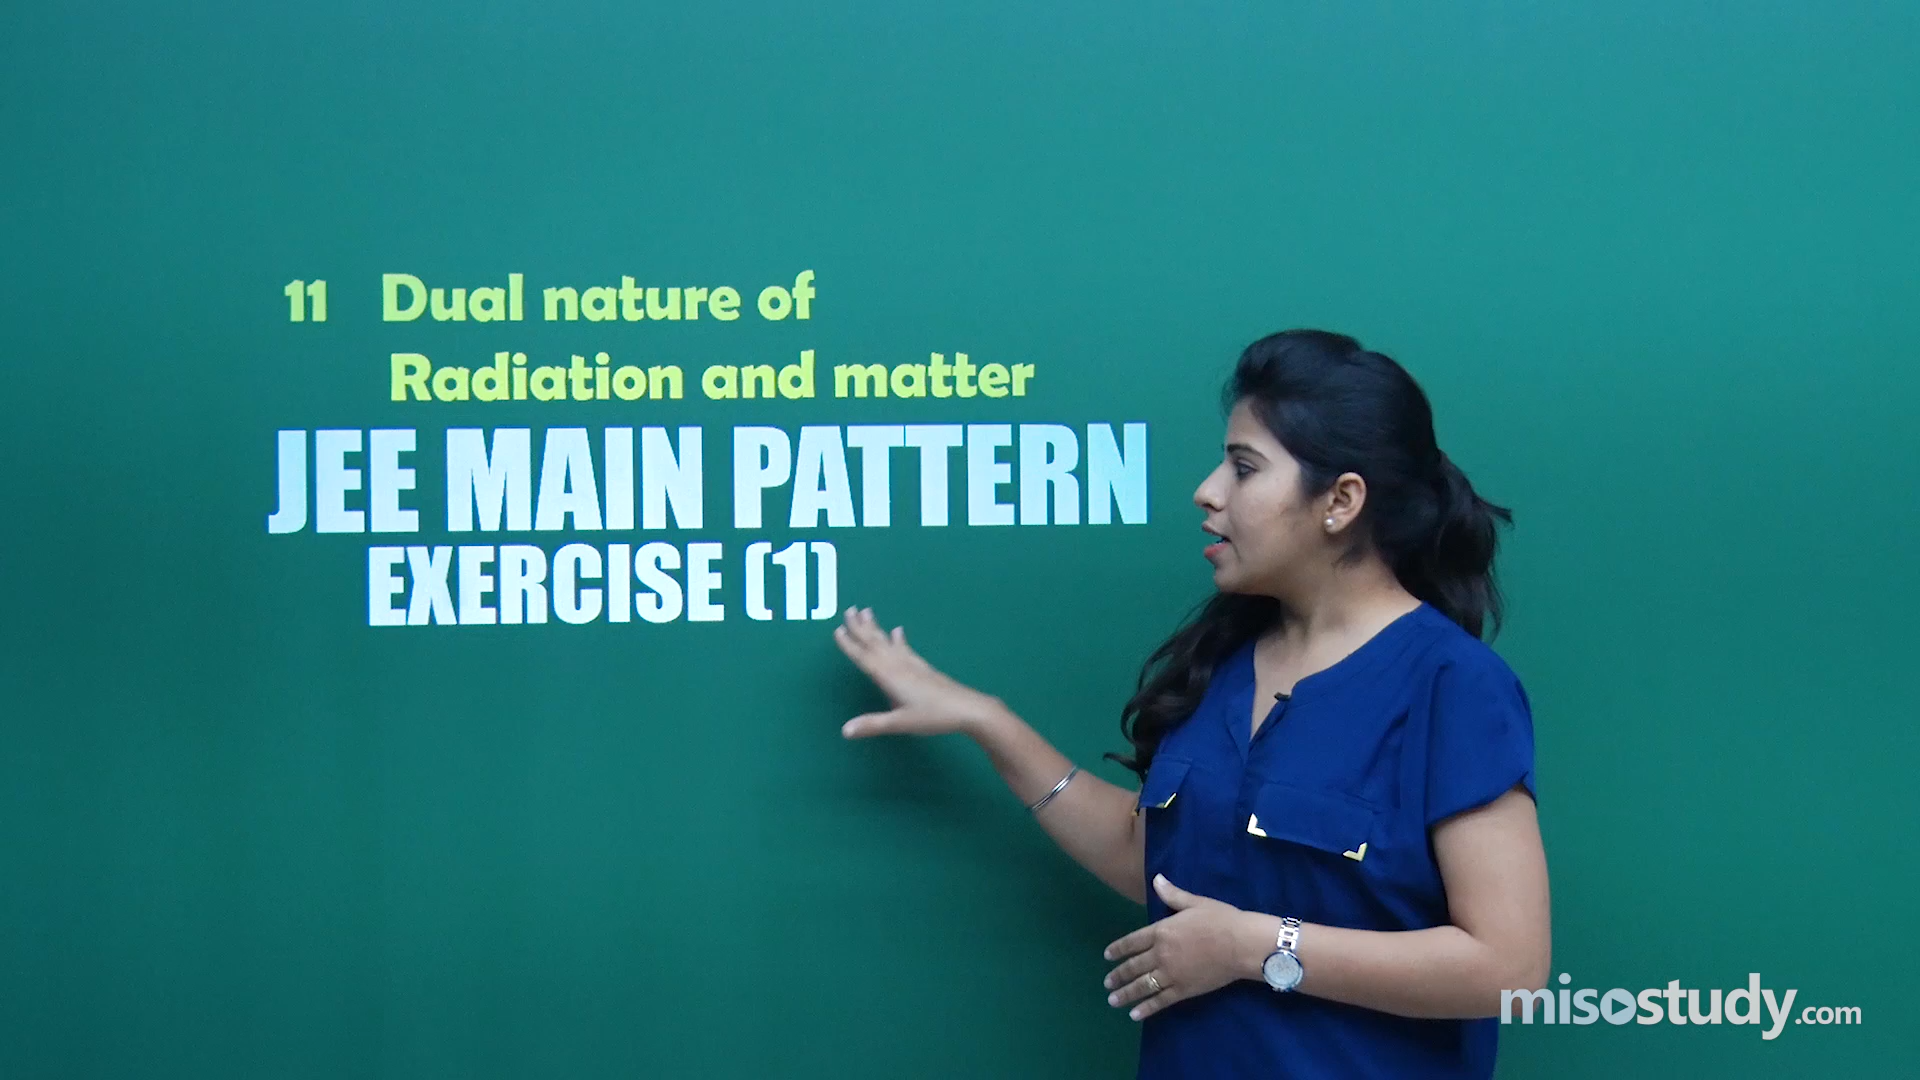 11 Dual nature of
Radiation and matter
JEE MAIN PATTERN
EXERCISE (1)
misostudy.com